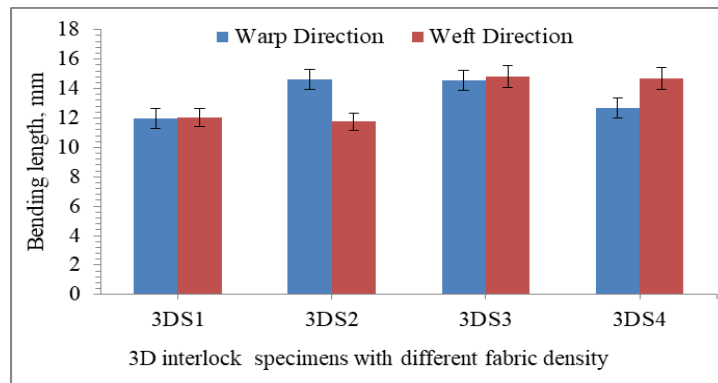 Warp Direction Weft Direction
Bending length, mm
18
16
14
12
10
8
6
4
2
0
3DS1 3DS2 3DS3 3DS4
3D interlock specimens with different fabric density